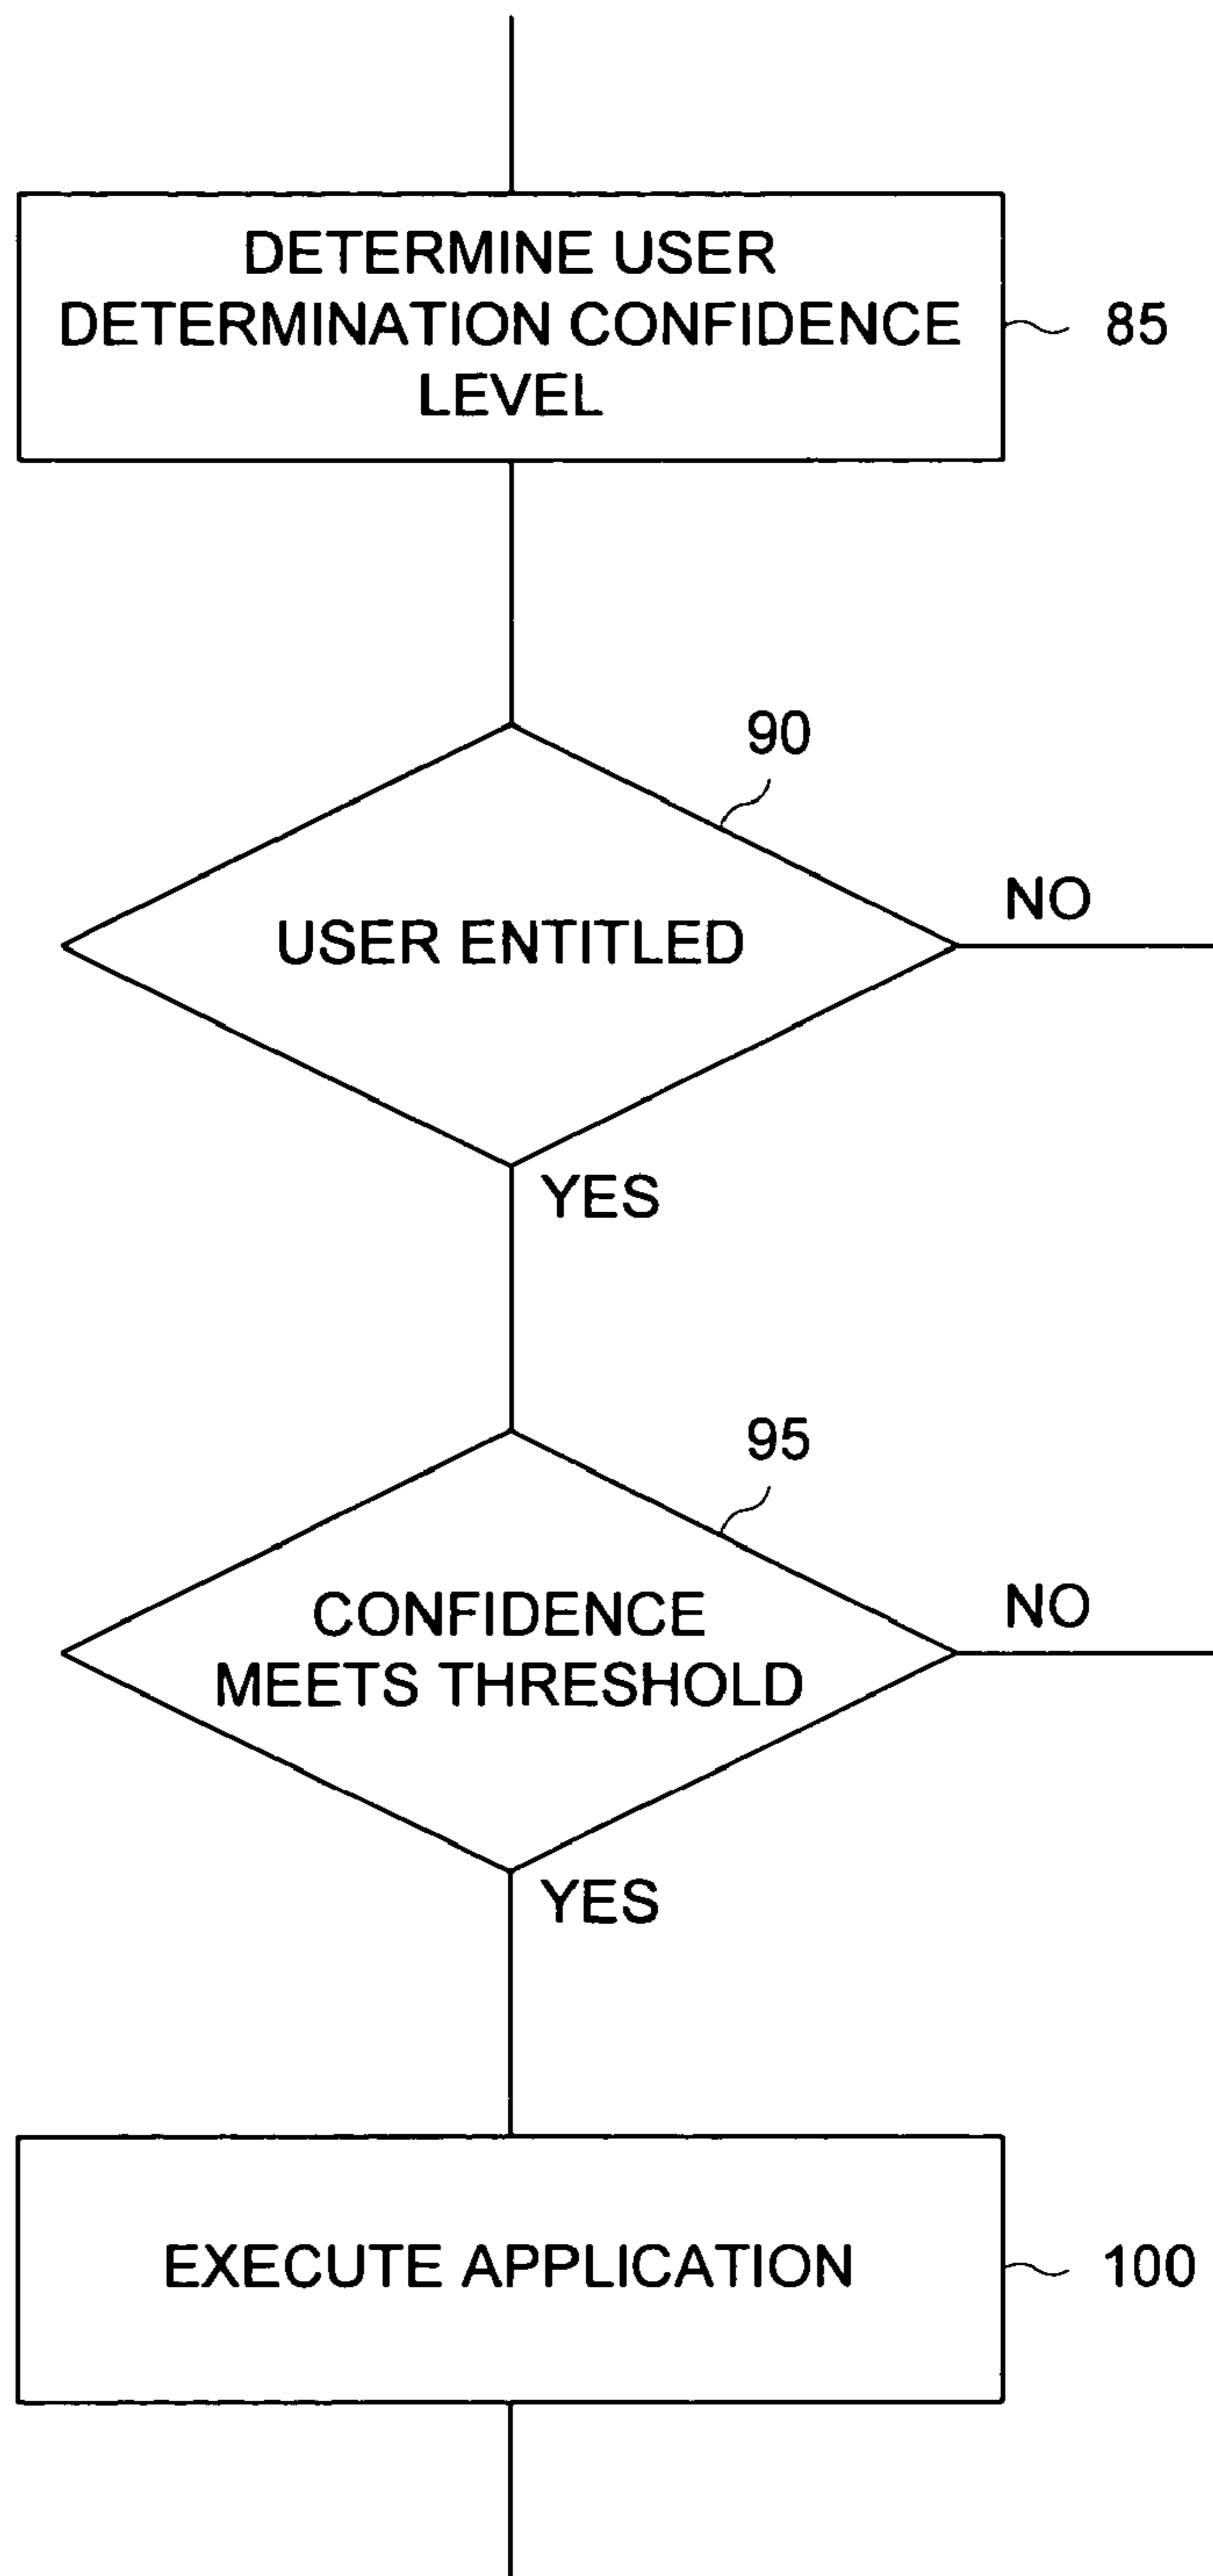 DETERMINE USER
DETERMINATION CONFIDENCE
LEVEL
85
90
USER ENTITLED
NO
YES
95
CONFIDENCE
MEETS THRESHOLD
NO
YES
EXECUTE APPLICATION
100